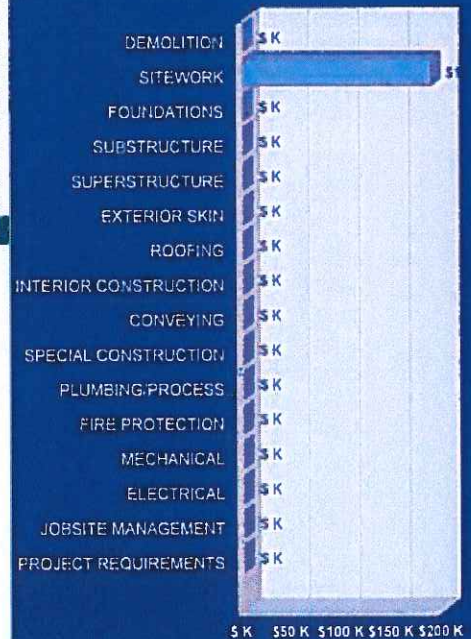 DEMOLITION $ K
SITEWORK
FOUNDATIONS $ K
SUBSTRUCTURE $ K
SUPERSTRUCTURE $ K
EXTERIOR SKIN $ K
ROOFING $ K
INTERIOR CONSTRUCTION $ K
CONVEYING $ K
SPECIAL CONSTRUCTION $ K
PLUMBING/PROCESS $ K
FIRE PROTECTION $ K
MECHANICAL $ K
ELECTRICAL $ K
JOBSITE MANAGEMENT $ K
PROJECT REQUIREMENTS $ K
$ K $50 K $100 K $150 K $200 K